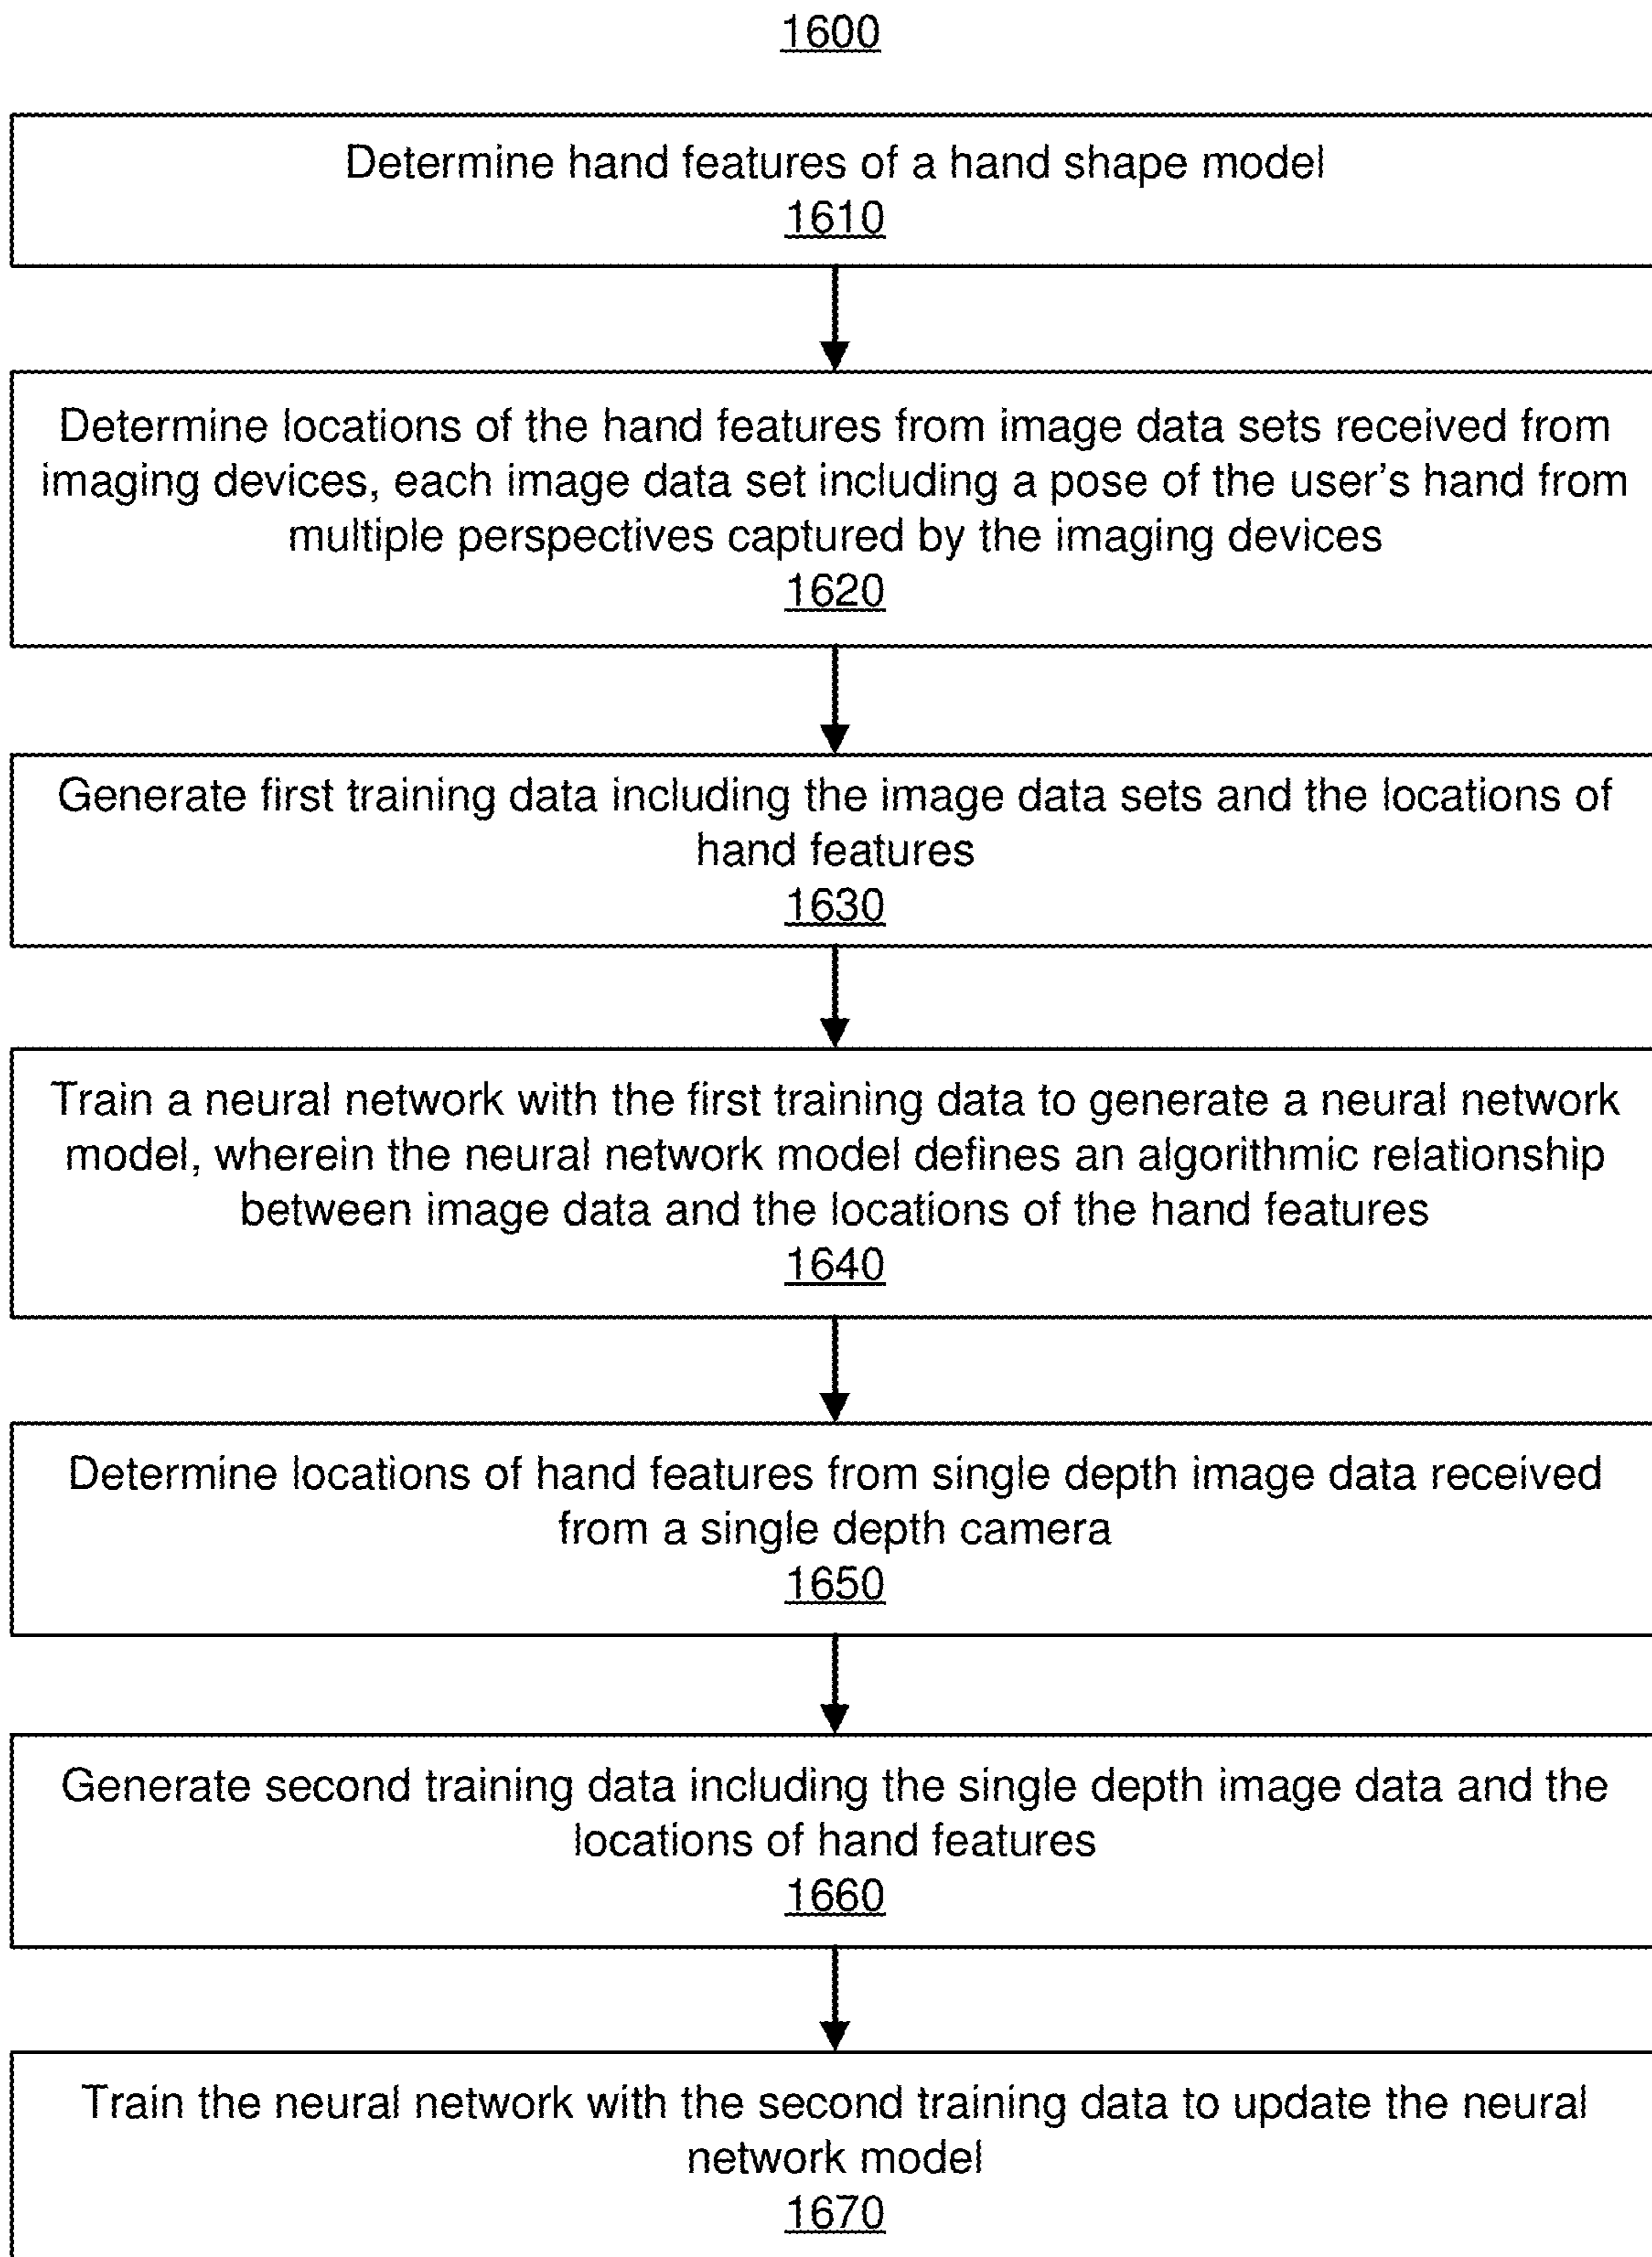 1600
Determine hand features of a hand shape model
1610
Determine locations of the hand features from image data sets received from
imaging devices, each image data set including a pose of the user's hand from
multiple perspectives captured by the imaging devices
1620
Generate first training data including the image data sets and the locations of
hand features
1630
Train a neural network with the first training data to generate a neural network
model, wherein the neural network model defines an algorithmic relationship
between image data and the locations of the hand features
1640
Determine locations of hand features from single depth image data received
from a single depth camera
1650
Generate second training data including the single depth image data and the
locations of hand features
1660
Train the neural network with the second training data to update the neural
network model
1670